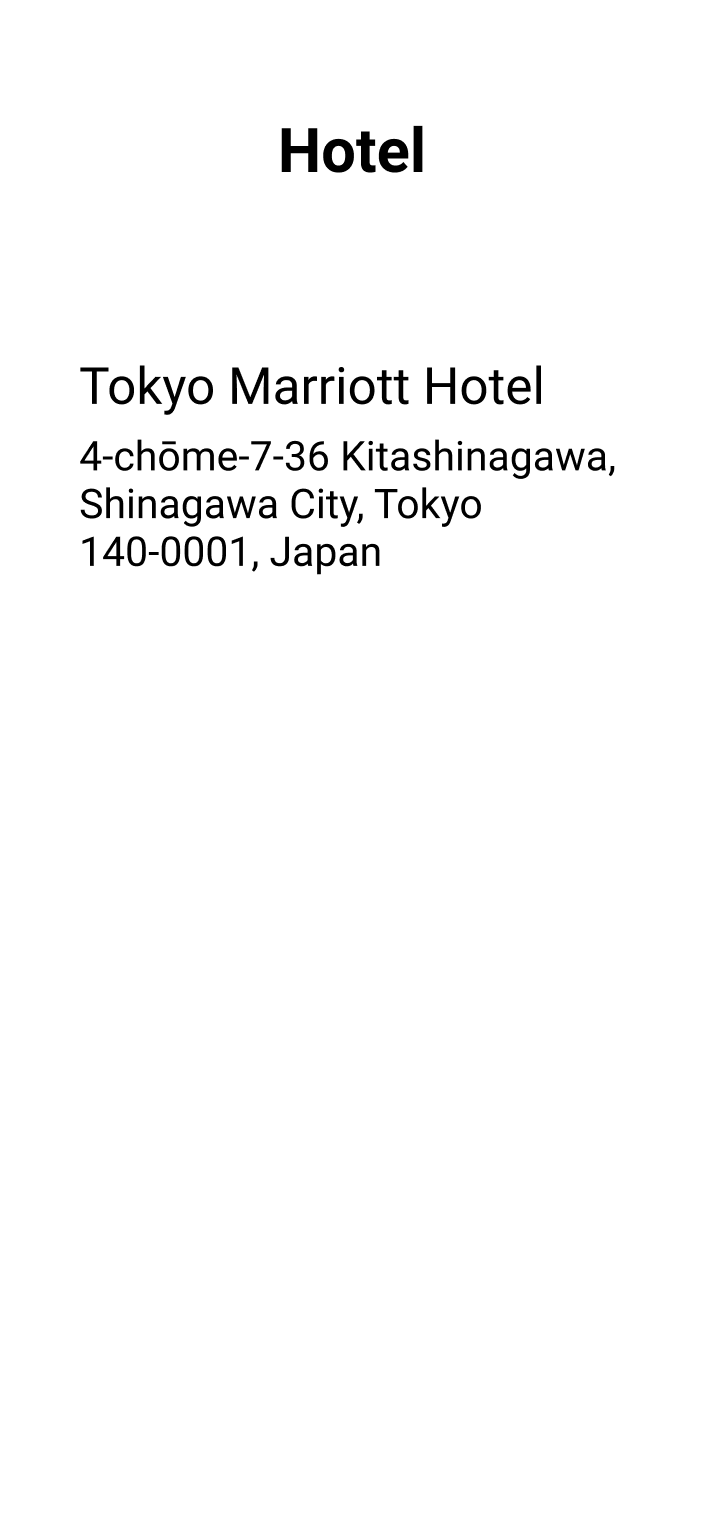 Hotel
Tokyo Marriott Hotel
4-chōme-7-36 Kitashinagawa,
Shinagawa City, Tokyo
140-0001, Japan